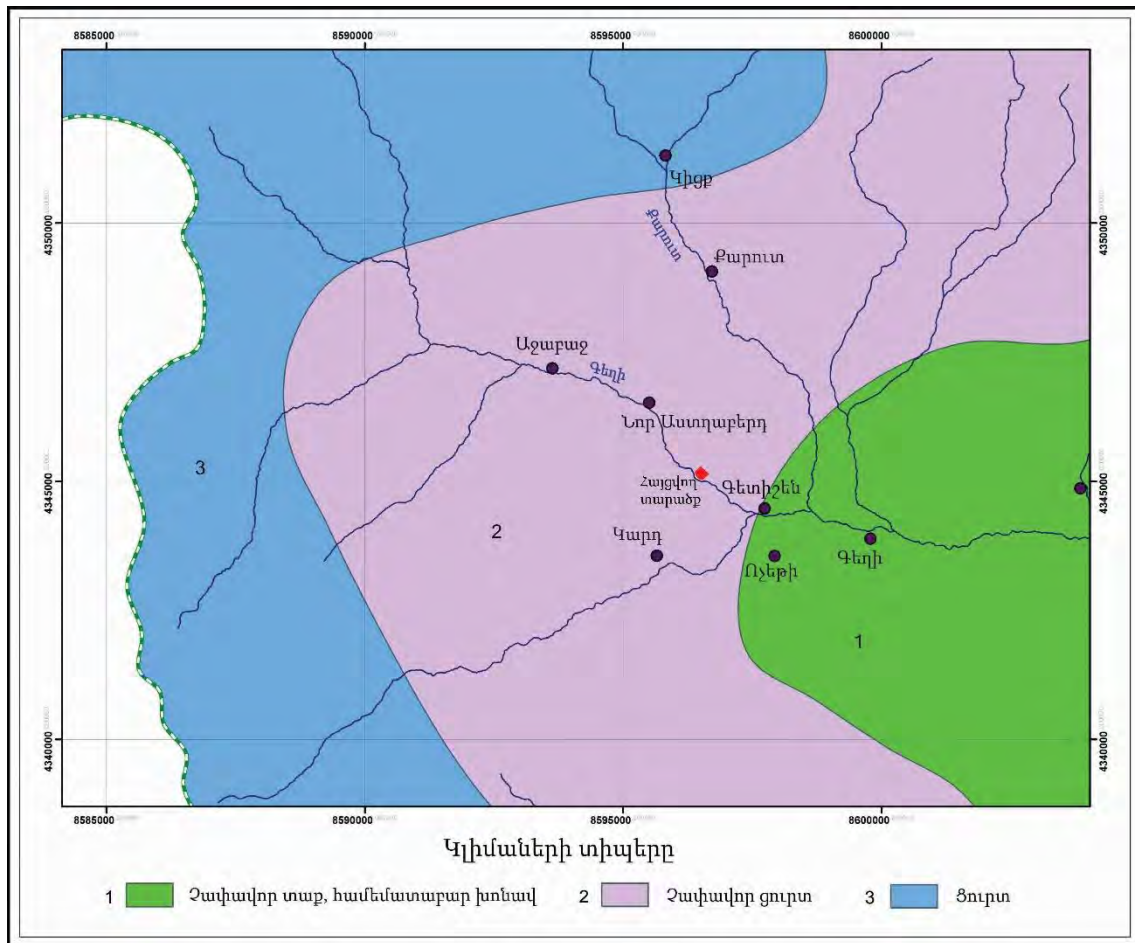 8585000 8590000 8595000 8600000
4350000 4350000
4345000 4345000
4340000 4340000
Կիցք
Քարուտ
Քարուտ
Աջաբաջ
Գեղի
Նոր Աստղաբերդ
3
Հայցվող
տարածք
Գետիշեն
2
Կարդ
Ոչեթի
Գեղի
1
8585000 8590000 8595000 8600000
Կլիմաների տիպերը
1 Չափավոր տաք, համեմատաբար խոնավ 2 Չափավոր ցուրտ 3 Ցուրտ